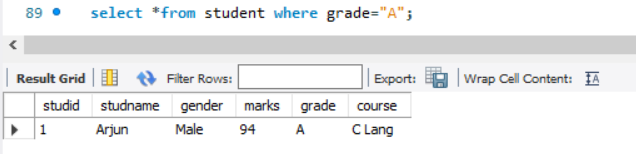 89 select *from student where grade="A";
Result Grid Filter Rows: Export: Wrap Cell Content: IA
studid studname gender marks grade course
1 Arjun Male 94 A C Lang